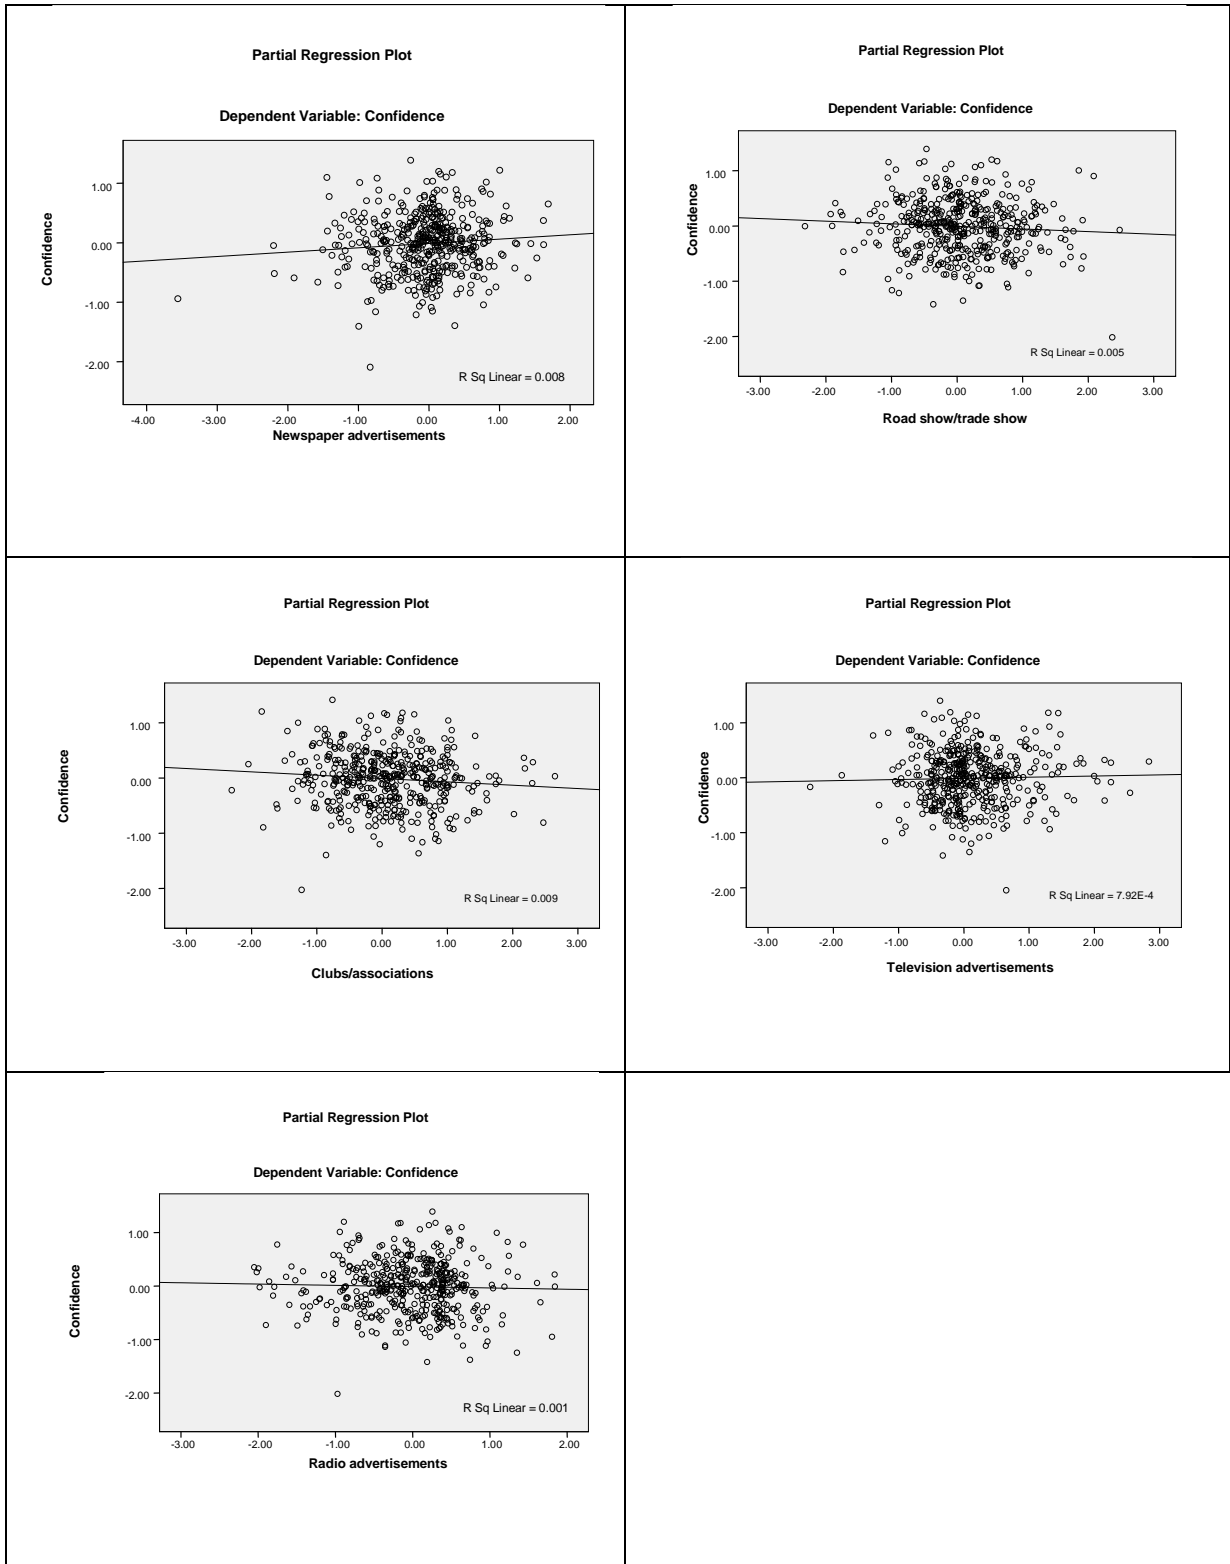 Partial Regression Plot
Dependent Variable: Confidence
Confidence
1.00
0.00
-1.00
-2.00
R Sq Linear = 0.008
-4.00 -3.00 -2.00 -1.00 0.00 1.00 2.00
Newspaper advertisements
Partial Regression Plot
Dependent Variable: Confidence
Confidence
1.00
0.00
-1.00
-2.00
R Sq Linear = 0.005
-3.00 -2.00 -1.00 0.00 1.00 2.00 3.00
Road show/trade show
Partial Regression Plot
Dependent Variable: Confidence
Confidence
1.00
0.00
-1.00
-2.00
R Sq Linear = 0.009
-3.00 -2.00 -1.00 0.00 1.00 2.00 3.00
Clubs/associations
Partial Regression Plot
Dependent Variable: Confidence
Confidence
1.00
0.00
-1.00
-2.00
R Sq Linear = 7.92E-4
-3.00 -2.00 -1.00 0.00 1.00 2.00 3.00
Television advertisements
Partial Regression Plot
Dependent Variable: Confidence
Confidence
1.00
0.00
-1.00
-2.00
R Sq Linear = 0.001
-3.00 -2.00 -1.00 0.00 1.00 2.00
Radio advertisements